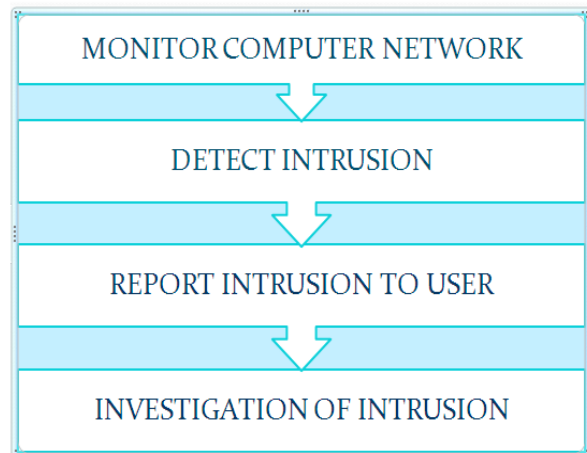 MONITOR COMPUTER NETWORK
DETECT INTRUSION
REPORT INTRUSION TO USER
INVESTIGATION OF INTRUSION